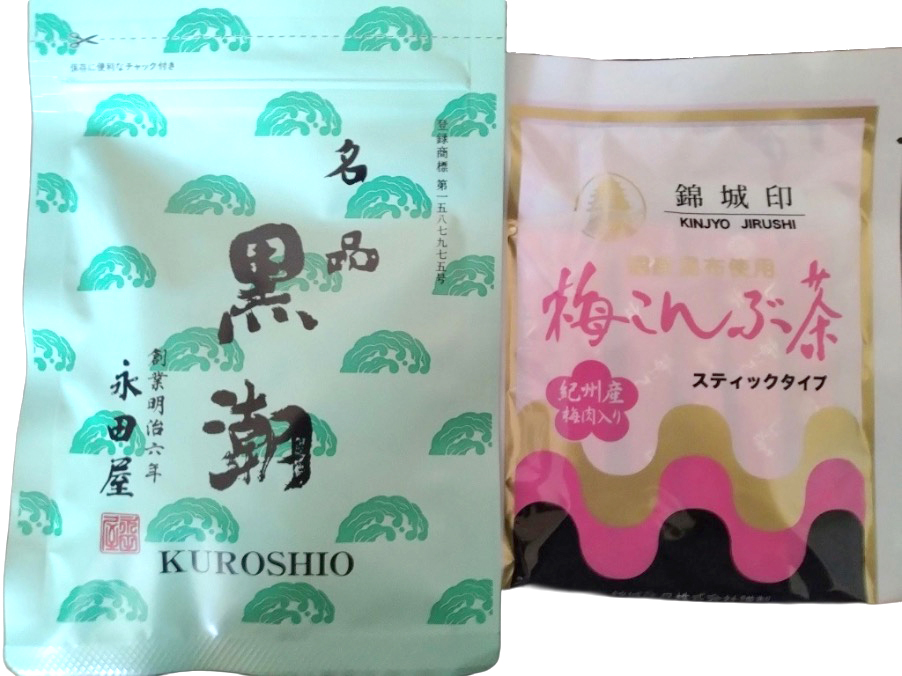 保存に便利なチャック付き
登録商標 第一五八七九七五号
名品
黒潮
創業明治六年
永田屋
KUROSHIO
錦城印
KINJYO JIRUSHI
布使用
梅こんぶ茶
スティックタイプ
紀州産
梅肉入り